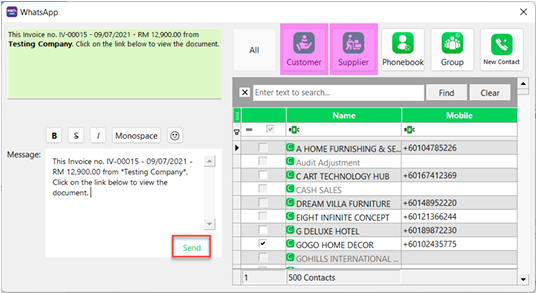 WhatsApp
This Invoice no. IV-00015 - 09/07/2021 - RM 12,900.00 from
Testing Company. Click on the link below to view the document.
All
Customer
Supplier
Phonebook
Group
New Contact
Enter text to search...
Find
Clear
B
S
I
Monospace
Message:
This Invoice no. IV-00015 - 09/07/2021 -
RM 12,900.00 from *Testing Company*.
Click on the link below to view the
document.
Send
Name Mobile
A HOME FURNISHING & SE... +60104785226
Audit Adjustment
C ART TECHNOLOGY HUB +60167412369
CASH SALES
DREAM VILLA FURNITURE +60148952220
EIGHT INFINITE CONCEPT +60121366244
G DELUXE HOTEL +60189872230
GOGO HOME DECOR +60102435775
GOHILLS INTERNATIONAL ...
1 500 Contacts